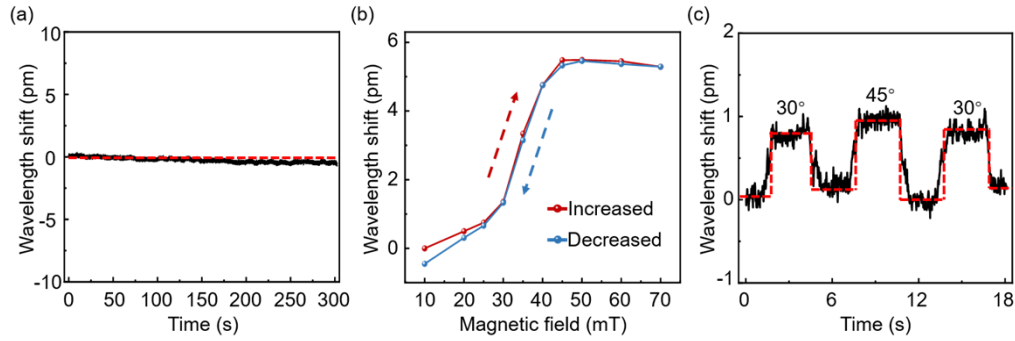 (a)
Wavelength shift (pm)
10
5
0
-5
-10
0 50 100 150 200 250 300
Time (s)
(b)
Wavelength shift (pm)
6
4
2
0
Increased
Decreased
10 20 30 40 50 60 70
Magnetic field (mT)
(c)
Wavelength shift (pm)
2
1
0
-1
30° 45° 30°
0 6 12 18
Time (s)